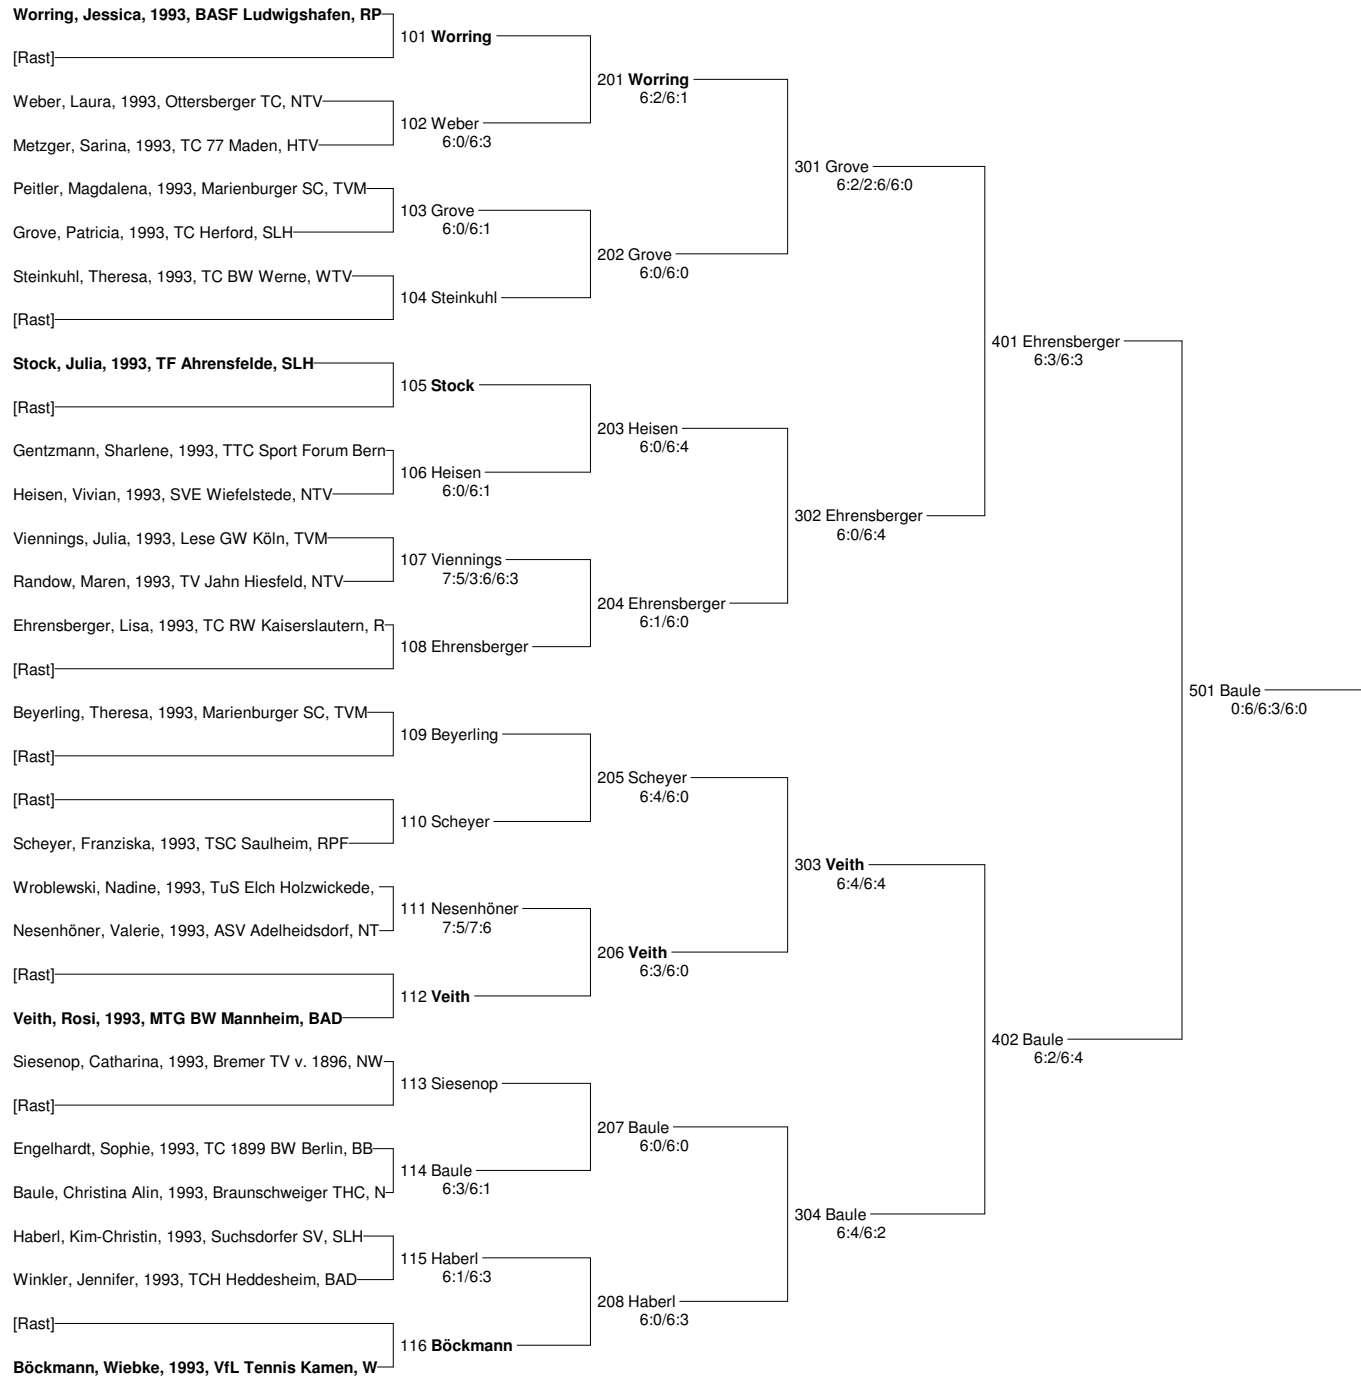 Worring, Jessica, 1993, BASF Ludwigshafen, RP
[Rast]
Weber, Laura, 1993, Ottersberger TC, NTV
Metzger, Sarina, 1993, TC 77 Maden, HTV
Peitler, Magdalena, 1993, Marienburger SC, TVM
Grove, Patricia, 1993, TC Herford, SLH
Steinkuhl, Theresa, 1993, TC BW Werne, WTV
[Rast]
Stock, Julia, 1993, TF Ahrensfelde, SLH
[Rast]
Gentzmann, Sharlene, 1993, TTC Sport Forum Bern
Heisen, Vivian, 1993, SVE Wiefelstede, NTV
Viennings, Julia, 1993, Lese GW Köln, TVM
Randow, Maren, 1993, TV Jahn Hiesfeld, NTV
Ehrensberger, Lisa, 1993, TC RW Kaiserslautern, R
[Rast]
Beyerling, Theresa, 1993, Marienburger SC, TVM
[Rast]
[Rast]
Scheyer, Franziska, 1993, TSC Saulheim, RPF
Wroblewski, Nadine, 1993, TuS Elch Holzwickede,
Nesenhöner, Valerie, 1993, ASV Adelheidsdorf, NT
[Rast]
Veith, Rosi, 1993, MTG BW Mannheim, BAD
Siesenop, Catharina, 1993, Bremer TV v. 1896, NW
[Rast]
Engelhardt, Sophie, 1993, TC 1899 BW Berlin, BB
Baule, Christina Alin, 1993, Braunschweiger THC, N
Haberl, Kim-Christin, 1993, Suchsdorfer SV, SLH
Winkler, Jennifer, 1993, TCH Heddesheim, BAD
[Rast]
Böckmann, Wiebke, 1993, VfL Tennis Kamen, W
101 Worring
102 Weber
6:0/6:3
103 Grove
6:0/6:1
104 Steinkuhl
105 Stock
106 Heisen
6:0/6:1
107 Viennings
7:5/3:6/6:3
108 Ehrensberger
109 Beyerling
110 Scheyer
111 Nesenhöner
7:5/7:6
112 Veith
113 Siesenop
114 Baule
6:3/6:1
115 Haberl
6:1/6:3
116 Böckmann
201 Worring
6:2/6:1
202 Grove
6:0/6:0
203 Heisen
6:0/6:4
204 Ehrensberger
6:1/6:0
205 Scheyer
6:4/6:0
206 Veith
6:3/6:0
207 Baule
6:0/6:0
208 Haberl
6:0/6:3
301 Grove
6:2/2:6/6:0
302 Ehrensberger
6:0/6:4
303 Veith
6:4/6:4
304 Baule
6:4/6:2
401 Ehrensberger
6:3/6:3
402 Baule
6:2/6:4
501 Baule
0:6/6:3/6:0